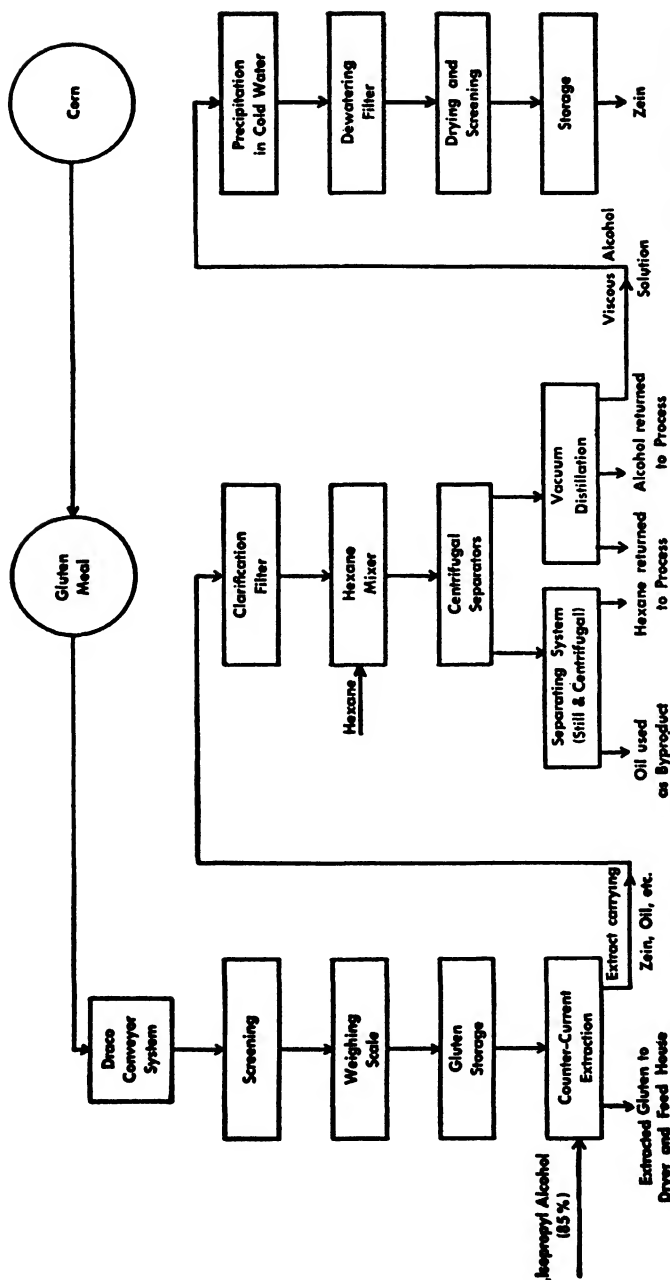 Corn
Gluten
Meal
Draco
Conveyor
System
Screening
Weighing
Scale
Gluten
Storage
Isopropyl Alcohol
(85%)
Counter-Current
Extraction
Extracted Gluten to
Dryer and Feed House
Extract carrying
Zein, Oil, etc.
Clarification
Filter
Hexane
Hexane
Mixer
Centrifugal
Separators
Separating System
(Still & Centrifugal)
Vacuum
Distillation
Oil used
as Byproduct
Hexane returned
to Process
Alcohol returned
to Process
Viscous Alcohol
Solution
Precipitation
in Cold Water
Dewatering
Filter
Drying and
Screening
Storage
Zein